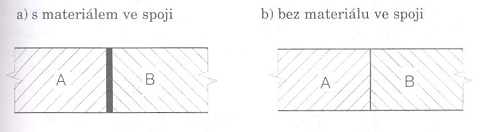 a) s materiálem ve spoji
b) bez materiálu ve spoji
A B
A B